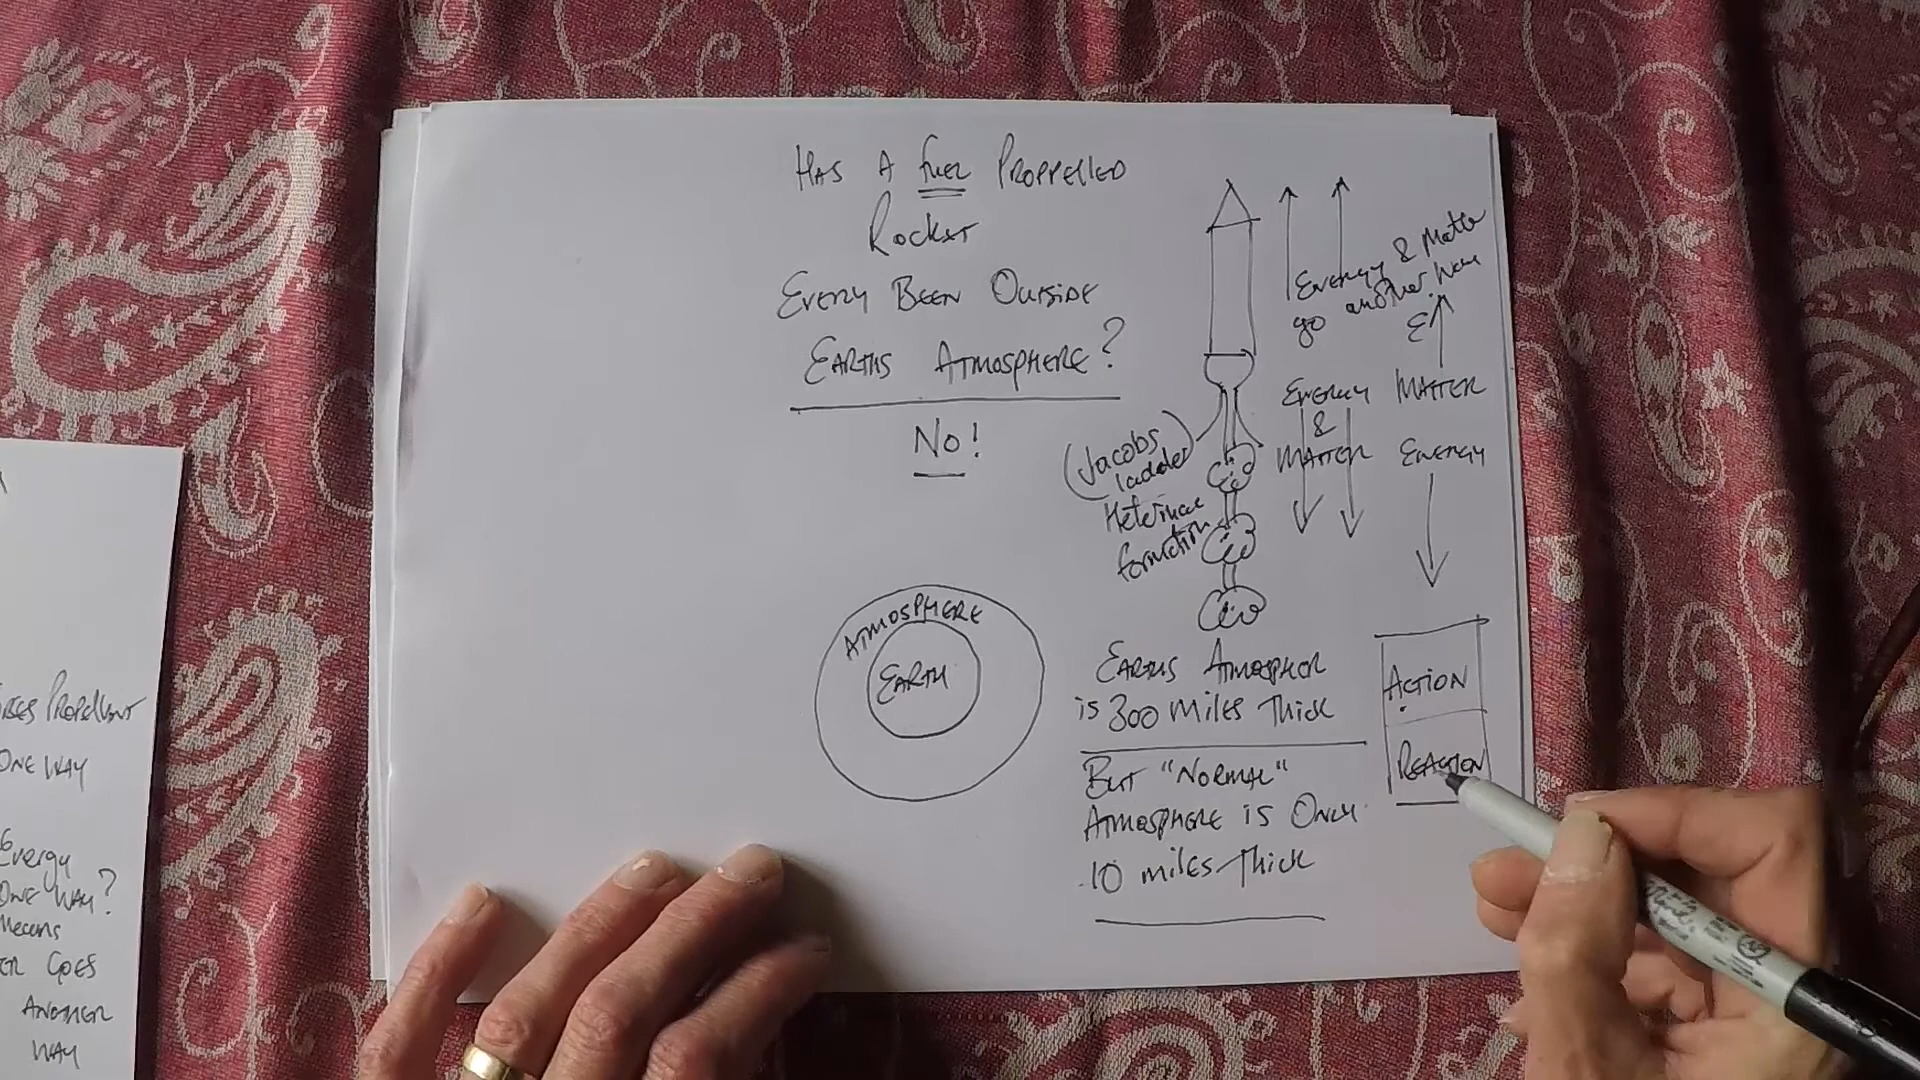 HAS A FUEL PROPPELLED
ROCKET
EVERY BEEN OUTSIDE
EARTHS ATMOSPHERE?
NO!
ENERGY & Matter
go another way
E
ENERGY
&
MATTER
MATTER
ENERGY
(Jacobs
ladder)
formation
ATMOSPHERE
EARTH
EARTHS ATMOSPHER
is 300 MILES THICK
BUT "NORMAL"
ATMOSPHERE IS ONLY
10 MILES THICK
ACTION
REACTION
PROPELLANT
ONE WAY
Energy
ONE WAY?
Means
GOES
ANOTHER
WAY